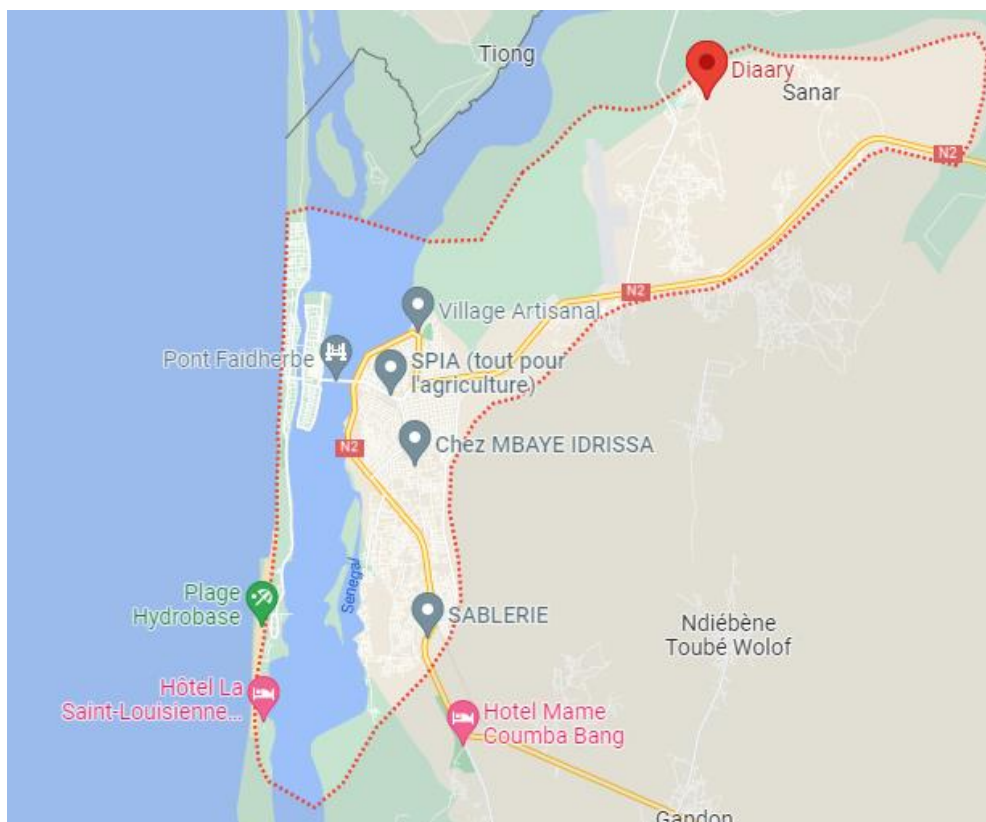 Tiong
Diaary
Sanar
N2
N2
Village Artisanal
Pont Faidherbe
SPIA (tout pour
l'agriculture)
N2
Chez MBAYE IDRISSA
Senegal
Plage
Hydrobase
SABLERIE
Ndiébène
Toubé Wolof
Hôtel La
Saint-Louisienne...
Hotel Mame
Coumba Bang
Gandon